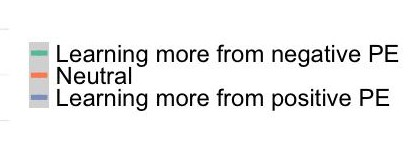 Learning more from negative PE
Neutral
Learning more from positive PE